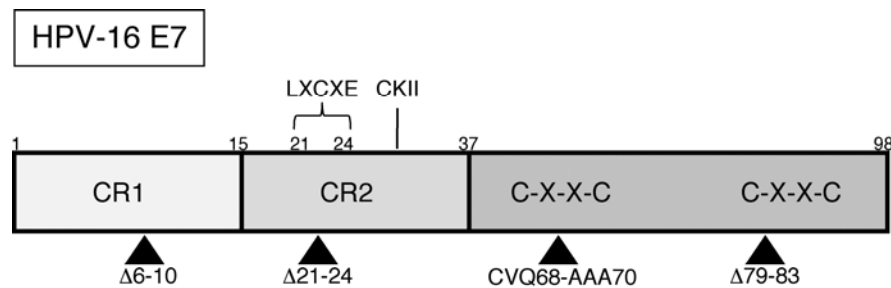 HPV-16 E7
LXCXE CKII
1 15 21 24 37 98
CR1 CR2 C-X-X-C C-X-X-C
Δ6-10 Δ21-24 CVQ68-AAA70 Δ79-83